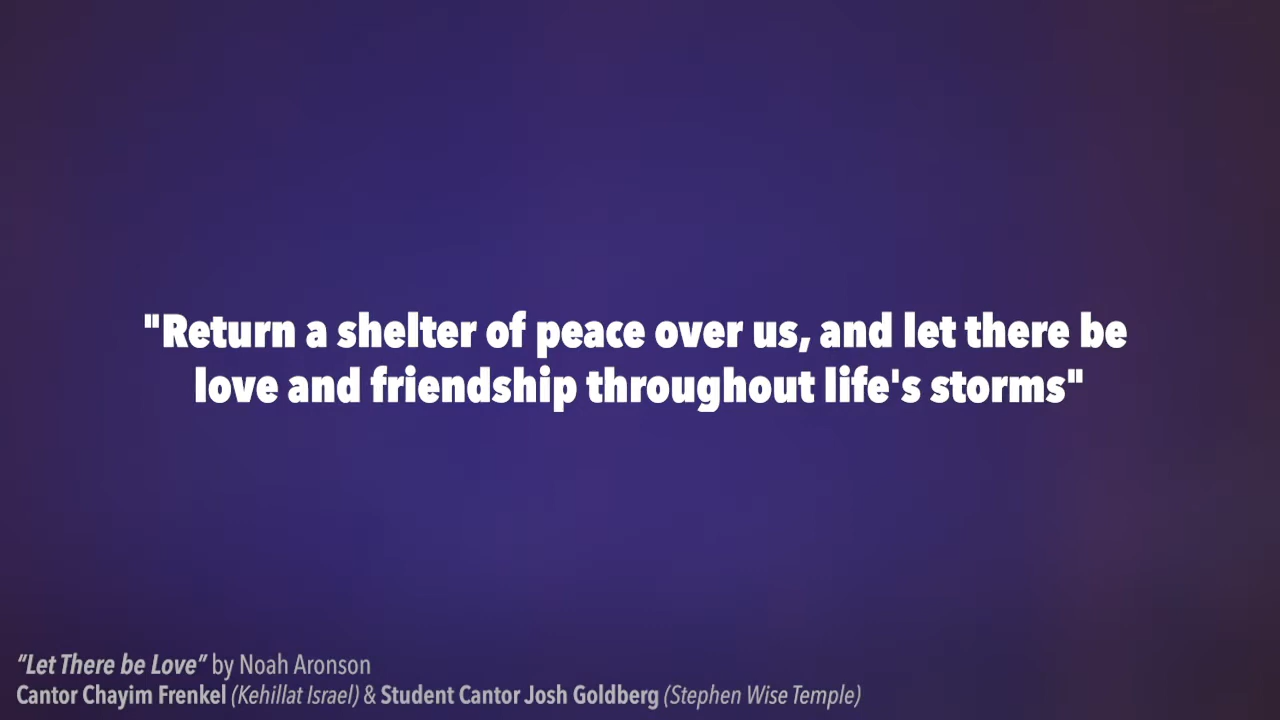 "Return a shelter of peace over us, and let there be
love and friendship throughout life's storms"
“Let There be Love” by Noah Aronson
Cantor Chayim Frenkel (Kehillat Israel) & Student Cantor Josh Goldberg (Stephen Wise Temple)